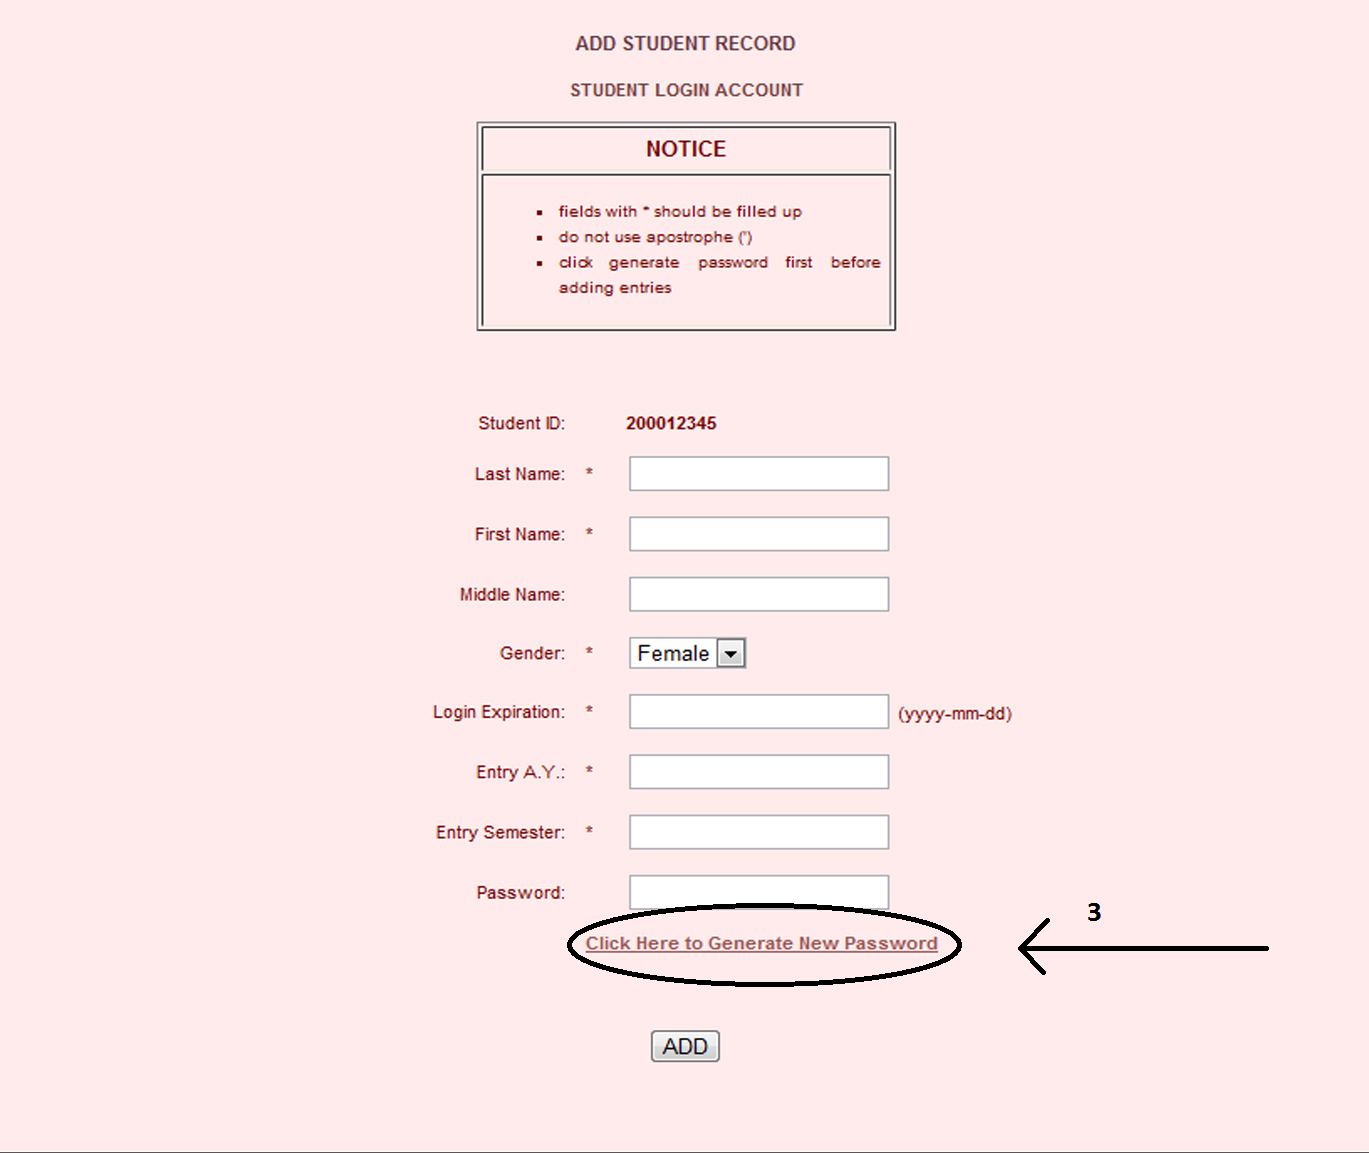 ADD STUDENT RECORD
STUDENT LOGIN ACCOUNT
NOTICE
fields with * should be filled up
do not use apostrophe (')
click generate password first before
adding entries
Student ID: 200012345
Last Name: *
First Name: *
Middle Name:
Gender: * Female
Login Expiration: * (yyyy-mm-dd)
Entry A.Y.: *
Entry Semester: *
Password:
3
Click Here to Generate New Password
ADD